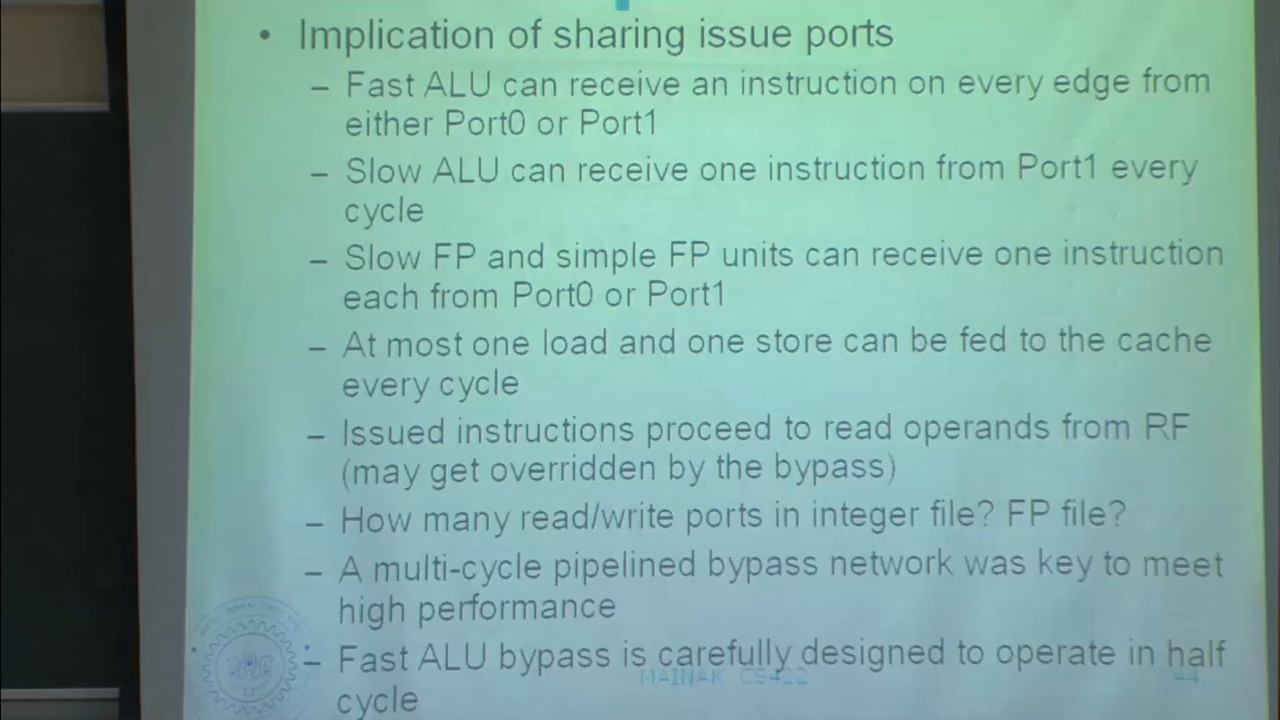 • Implication of sharing issue ports
– Fast ALU can receive an instruction on every edge from
either Port0 or Port1
– Slow ALU can receive one instruction from Port1 every
cycle
– Slow FP and simple FP units can receive one instruction
each from Port0 or Port1
– At most one load and one store can be fed to the cache
every cycle
– Issued instructions proceed to read operands from RF
(may get overridden by the bypass)
– How many read/write ports in integer file? FP file?
– A multi-cycle pipelined bypass network was key to meet
high performance
– Fast ALU bypass is carefully designed to operate in half
cycle
MAINAK CS422
44